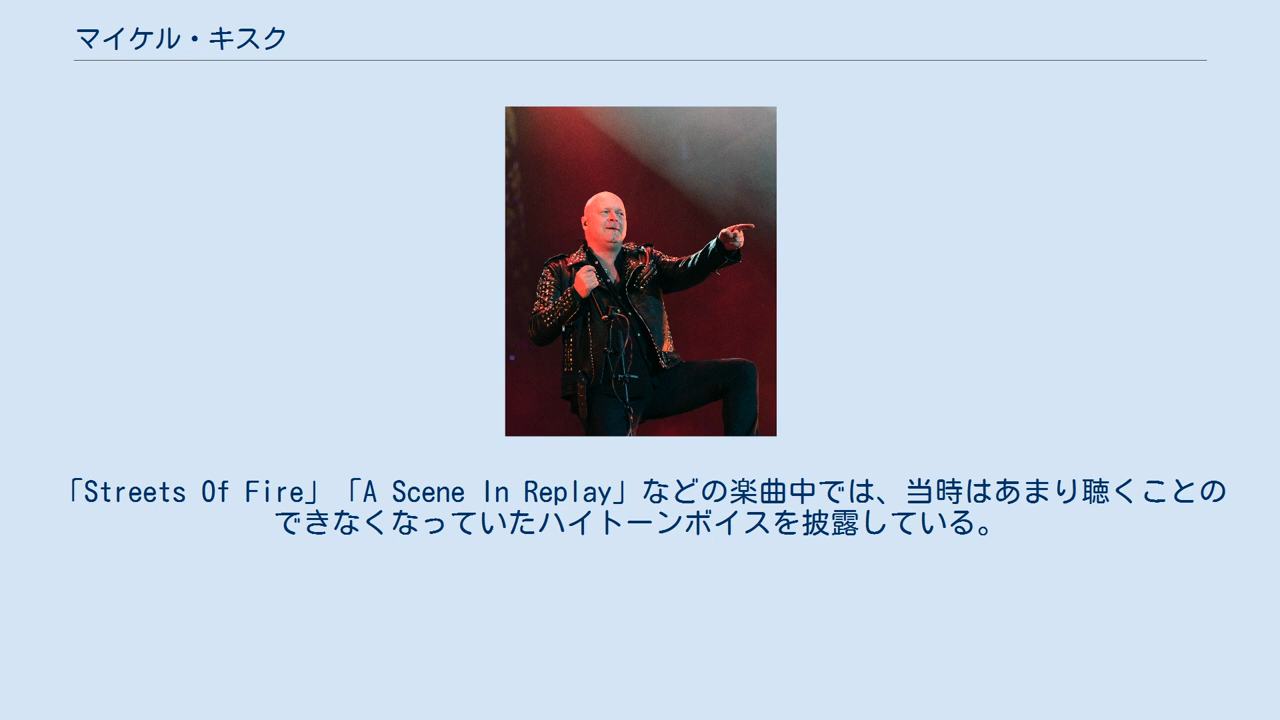 マイケル・キスク
「Streets Of Fire」「A Scene In Replay」などの楽曲中では、当時はあまり聴くことの
できなくなっていたハイトーンボイスを披露している。